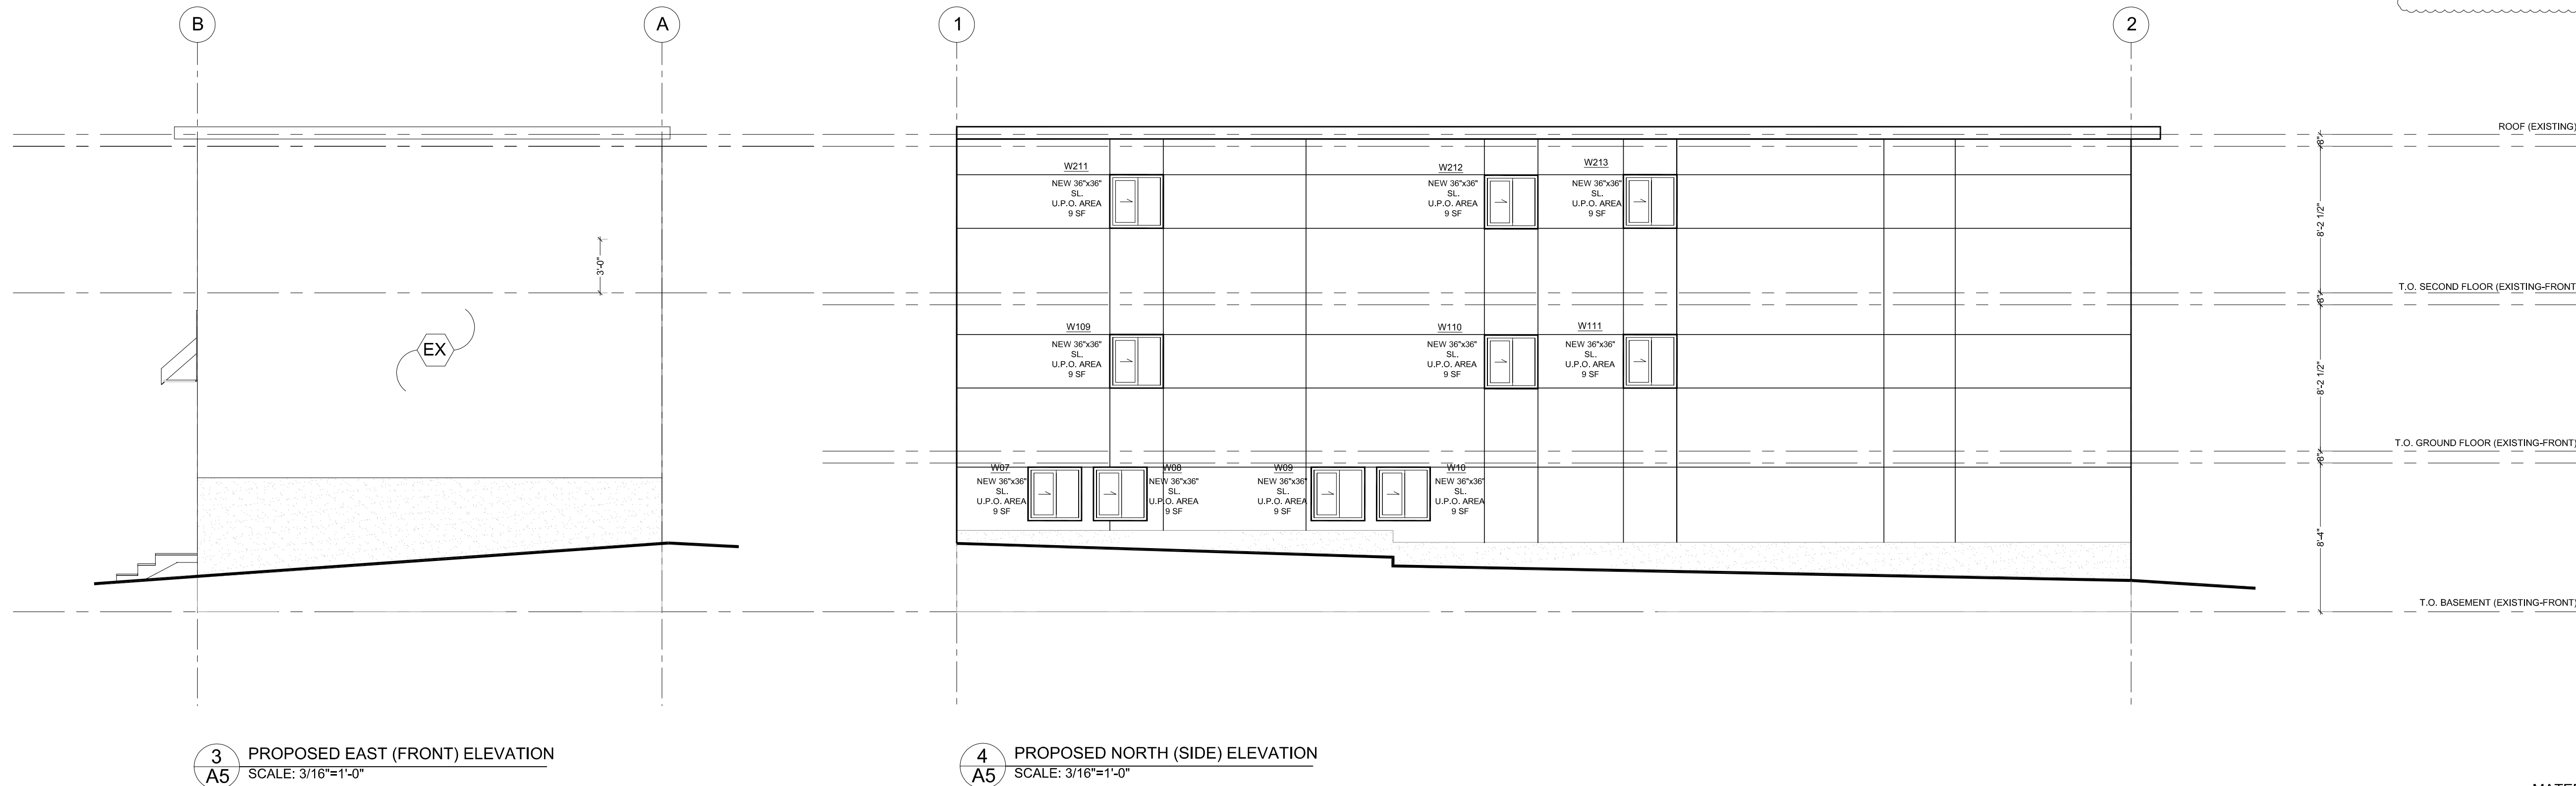 B
A
1
2
ROOF (EXISTING)
8"
W211
NEW 36"x36"
SL.
U.P.O. AREA
9 SF
W212
NEW 36"x36"
SL.
U.P.O. AREA
9 SF
W213
NEW 36"x36"
SL.
U.P.O. AREA
9 SF
8'-2 1/2"
3'-0"
T.O. SECOND FLOOR (EXISTING-FRONT
8"
EX
W109
NEW 36"x36"
SL.
U.P.O. AREA
9 SF
W110
NEW 36"x36"
SL.
U.P.O. AREA
9 SF
W111
NEW 36"x36"
SL.
U.P.O. AREA
9 SF
8'-2 1/2"
T.O. GROUND FLOOR (EXISTING-FRONT)
8"
W07
NEW 36"x36"
SL.
U.P.O. AREA
9 SF
W08
NEW 36"x36"
SL.
U.P.O. AREA
9 SF
W09
NEW 36"x36"
SL.
U.P.O. AREA
9 SF
W10
NEW 36"x36"
SL.
U.P.O. AREA
9 SF
8'-4"
T.O. BASEMENT (EXISTING-FRONT)
3
A5
PROPOSED EAST (FRONT) ELEVATION
SCALE: 3/16"=1'-0"
4
A5
PROPOSED NORTH (SIDE) ELEVATION
SCALE: 3/16"=1'-0"